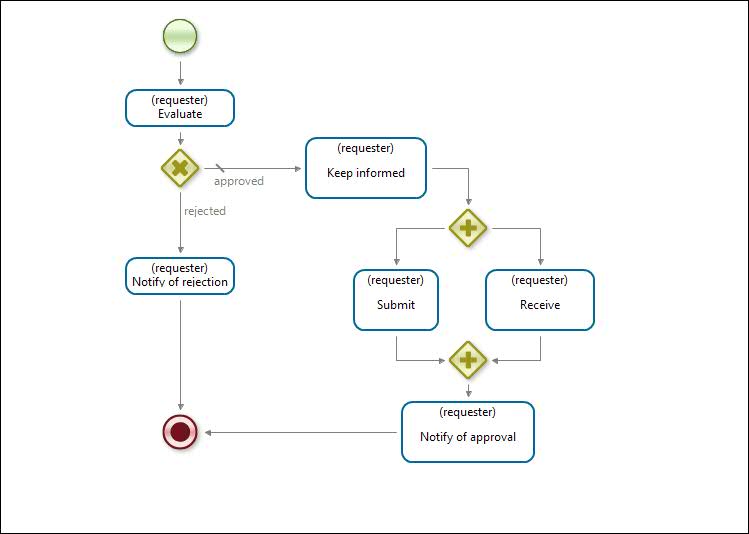 (requester)
Evaluate
(requester)
Keep informed
approved
rejected
(requester)
Notify of rejection
(requester)
Submit
(requester)
Receive
(requester)
Notify of approval